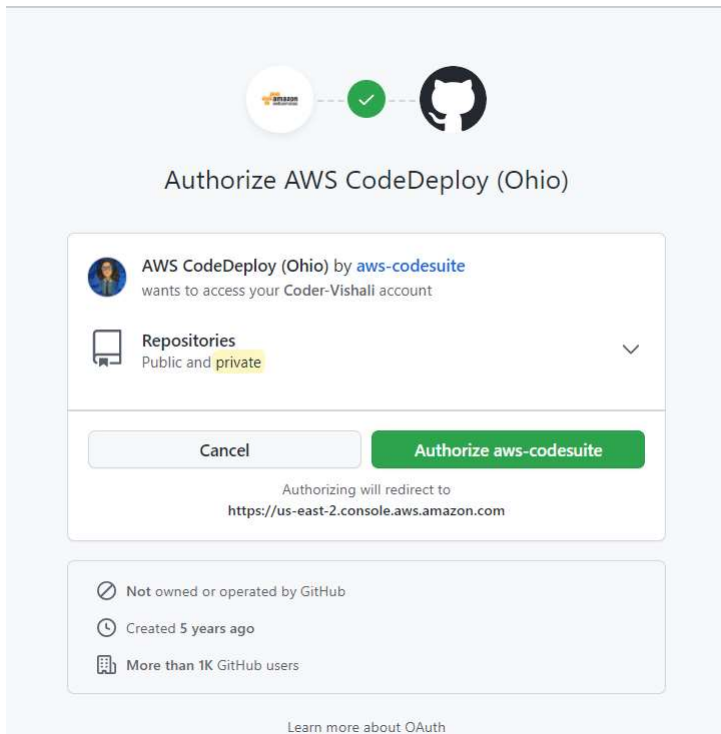 amazon
Authorize AWS CodeDeploy (Ohio)
AWS CodeDeploy (Ohio) by aws-codesuite
wants to access your Coder-Vishali account
Repositories
Public and private
Cancel
Authorize aws-codesuite
Authorizing will redirect to
https://us-east-2.console.aws.amazon.com
Not owned or operated by GitHub
Created 5 years ago
More than 1K GitHub users
Learn more about OAuth